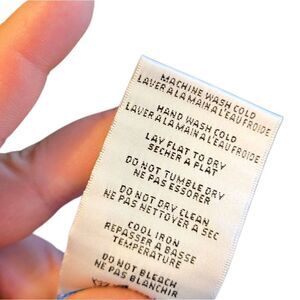 MACHINE WASH COLD
LAVER A LA MAIN A L'EAU FROIDE
HAND WASH COLD
LAVER A LA MAIN A L'EAU FROIDE
LAY FLAT TO DRY
SECHER A PLAT
DO NOT TUMBLE DRY
NE PAS ESSORER
DO NOT DRY CLEAN
NE PAS NETTOYER A SEC
COOL IRON
REPASSER A BASSE
TEMPERATURE
DO NOT BLEACH
NE PAS BLANCHIR